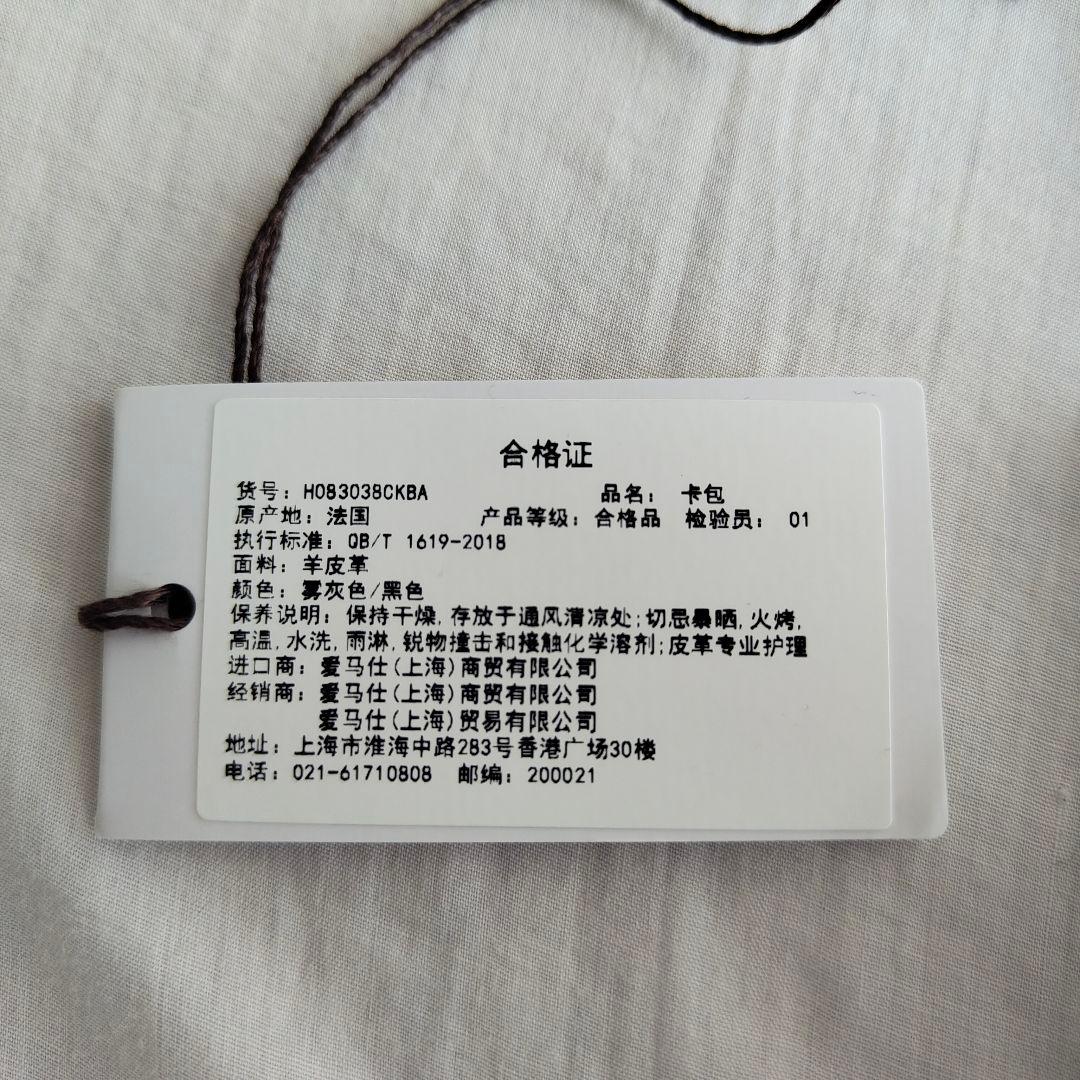 合格证
货号: H083038CKBA 品名: 卡包
原产地: 法国 产品等级: 合格品 检验员: 01
执行标准: QB/T 1619-2018
面料: 羊皮革
颜色: 雾灰色/黑色
保养说明: 保持干燥,存放于通风清凉处;切忌暴晒,火烤,
高温,水洗,雨淋,锐物撞击和接触化学溶剂;皮革专业护理
进口商: 爱马仕(上海)商贸有限公司
经销商: 爱马仕(上海)商贸有限公司
爱马仕(上海)贸易有限公司
地址: 上海市淮海中路283号香港广场30楼
电话: 021-61710808 邮编: 200021